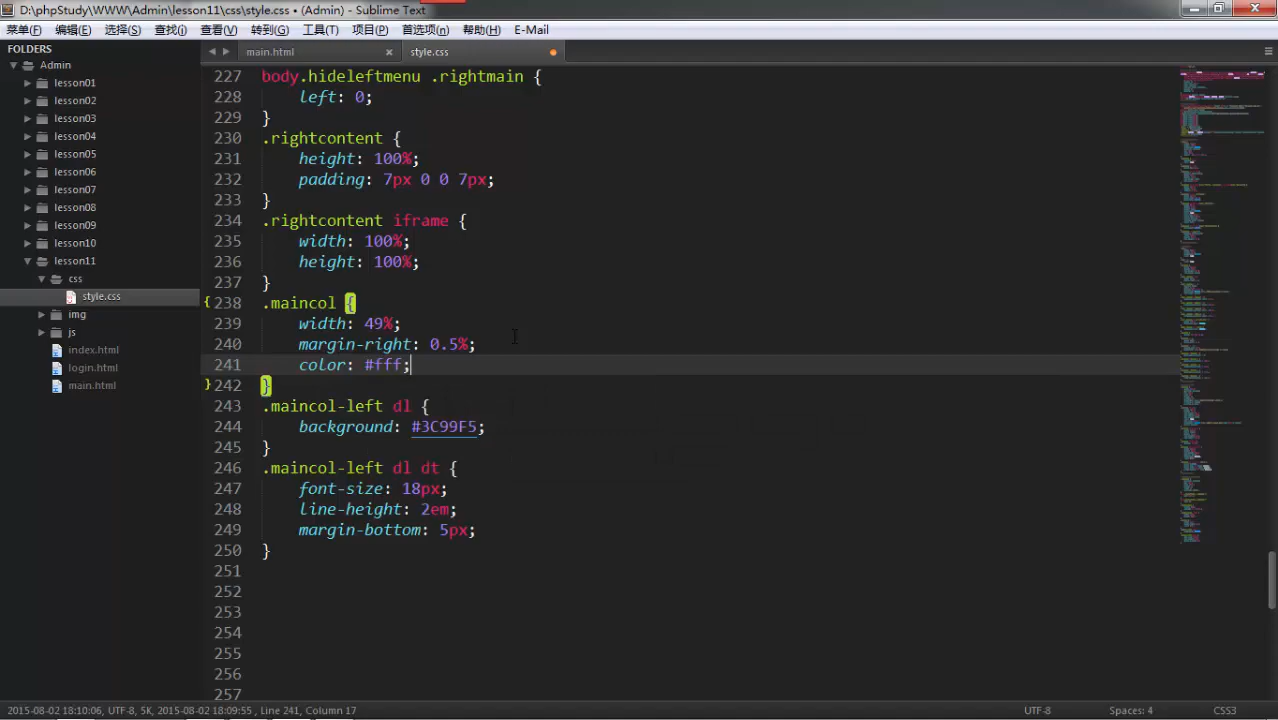 D:\phpStudy\WWW\Admin\lesson11\css\style.css • (Admin) - Sublime Text
菜单(F) 编辑(E) 选择(S) 查找(I) 查看(V) 转到(G) 工具(T) 项目(P) 首选项(n) 帮助(H) E-Mail
FOLDERS
Admin
lesson01
lesson02
lesson03
lesson04
lesson05
lesson06
lesson07
lesson08
lesson09
lesson10
lesson11
css
style.css
img
js
index.html
login.html
main.html
main.html × style.css
227 body.hideleftmenu .rightmain {
228 left: 0;
229 }
230 .rightcontent {
231 height: 100%;
232 padding: 7px 0 0 7px;
233 }
234 .rightcontent iframe {
235 width: 100%;
236 height: 100%;
237 }
{ 238 .maincol {
239 width: 49%;
240 margin-right: 0.5%;
241 color: #fff;
} 242 }
243 .maincol-left dl {
244 background: #3C99F5;
245 }
246 .maincol-left dl dt {
247 font-size: 18px;
248 line-height: 2em;
249 margin-bottom: 5px;
250 }
251
252
253
254
255
256
257
2015-08-02 18:10:06, UTF-8, 5K, 2015-08-02 18:09:55, Line 241, Column 17 UTF-8 Spaces: 4 CSS3